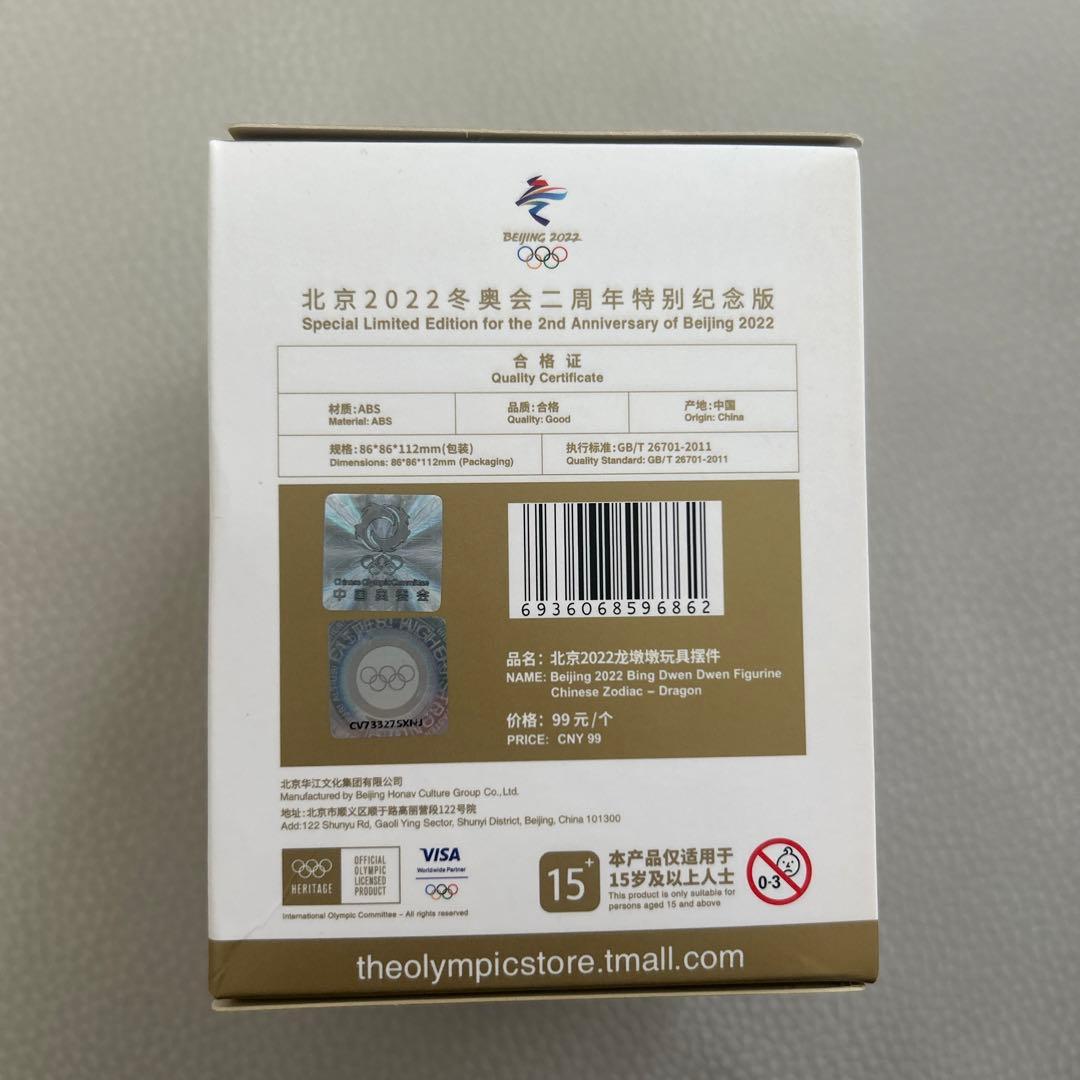 BEIJING 2022
北京2022冬奥会二周年特别纪念版
Special Limited Edition for the 2nd Anniversary of Beijing 2022
合格证
Quality Certificate
材质:ABS
Material: ABS
品质:合格
Quality: Good
产地:中国
Origin: China
规格:86*86*112mm(包装)
Dimensions: 86*86*112mm (Packaging)
执行标准:GB/T 26701-2011
Quality Standard: GB/T 26701-2011
Chinese Olympic Committee
中国奥委会
CV733275XNJ
6936068596862
品名：北京2022龙墩墩玩具摆件
NAME: Beijing 2022 Bing Dwen Dwen Figurine
Chinese Zodiac – Dragon
价格：99元/个
PRICE: CNY 99
北京华江文化集团有限公司
Manufactured by Beijing Honav Culture Group Co.,Ltd.
地址:北京市顺义区顺于路高丽营段122号院
Add:122 Shunyu Rd, Gaoli Ying Sector, Shunyi District, Beijing, China 101300
HERITAGE
OFFICIAL
OLYMPIC
LICENSED
PRODUCT
International Olympic Committee – All rights reserved
VISA
Worldwide Partner
15+
本产品仅适用于
15岁及以上人士
This product is only suitable for
persons aged 15 and above
0-3
theolympicstore.tmall.com